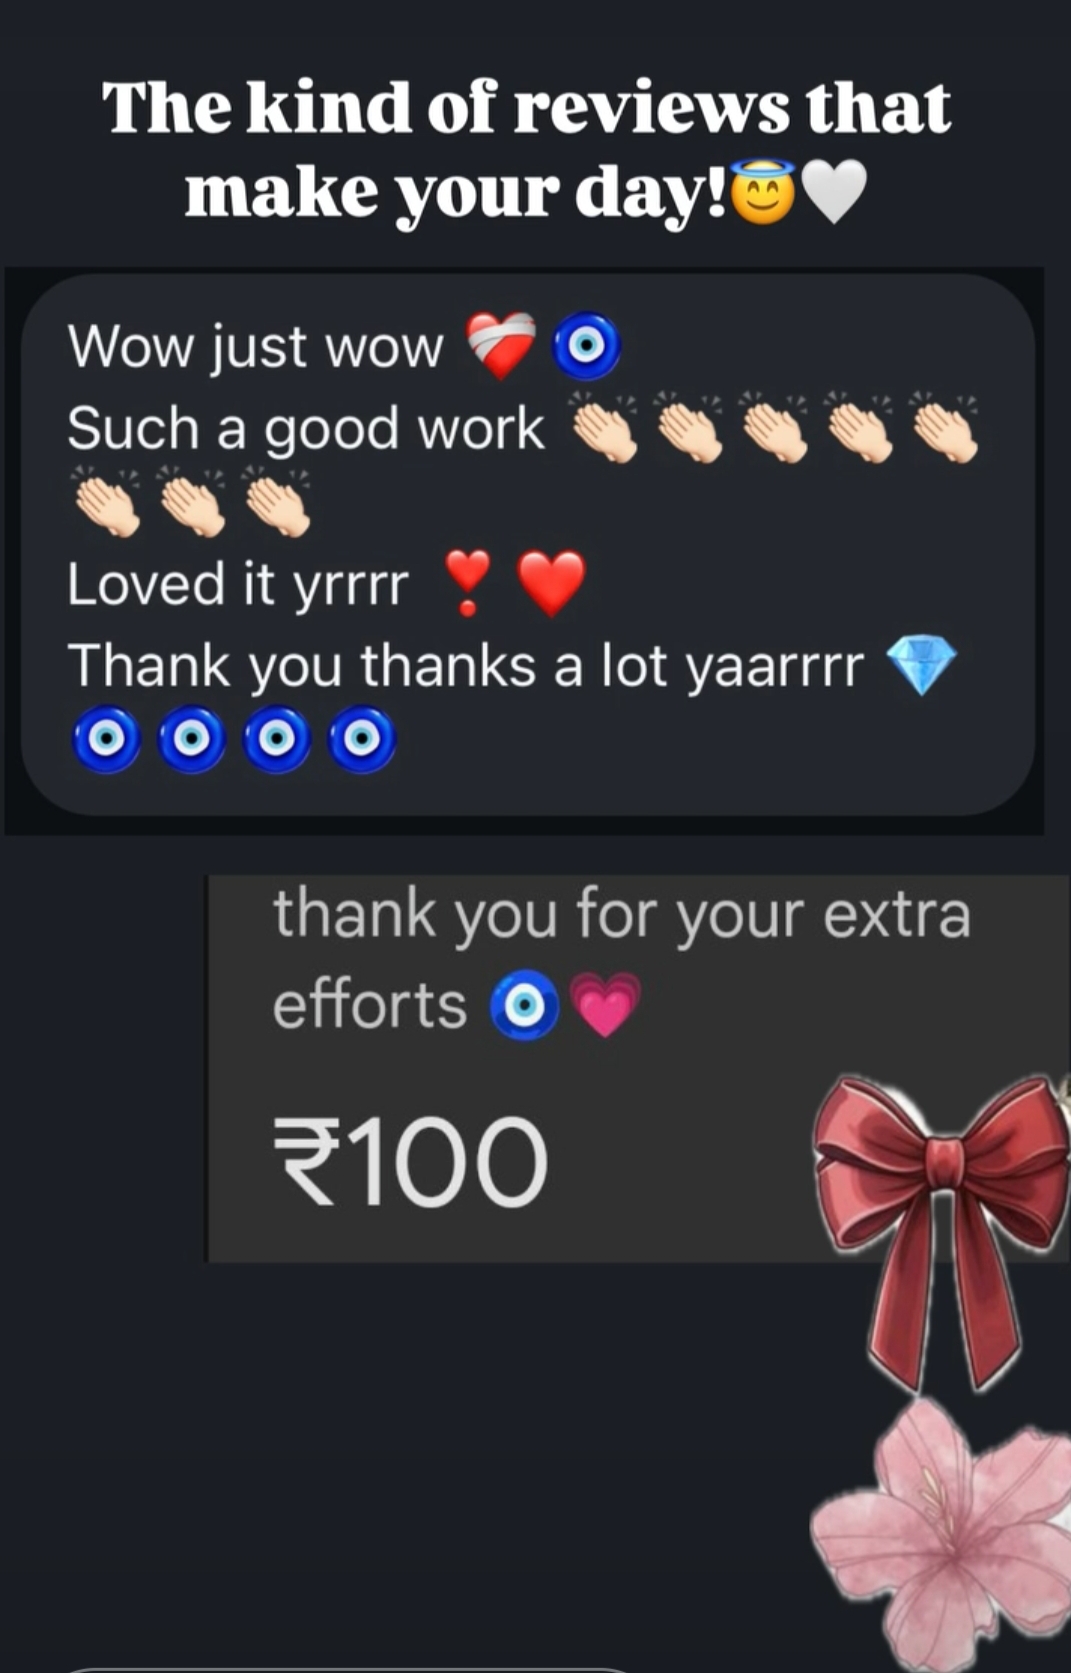 The kind of reviews that
make your day!😇🤍
Wow just wow ❤️‍🩹🧿
Such a good work 👏🏻👏🏻👏🏻👏🏻👏🏻
👏🏻👏🏻👏🏻
Loved it yrrrr ❣️❤️
Thank you thanks a lot yaarrrr 💎
🧿🧿🧿🧿
thank you for your extra
efforts 🧿💗
₹100